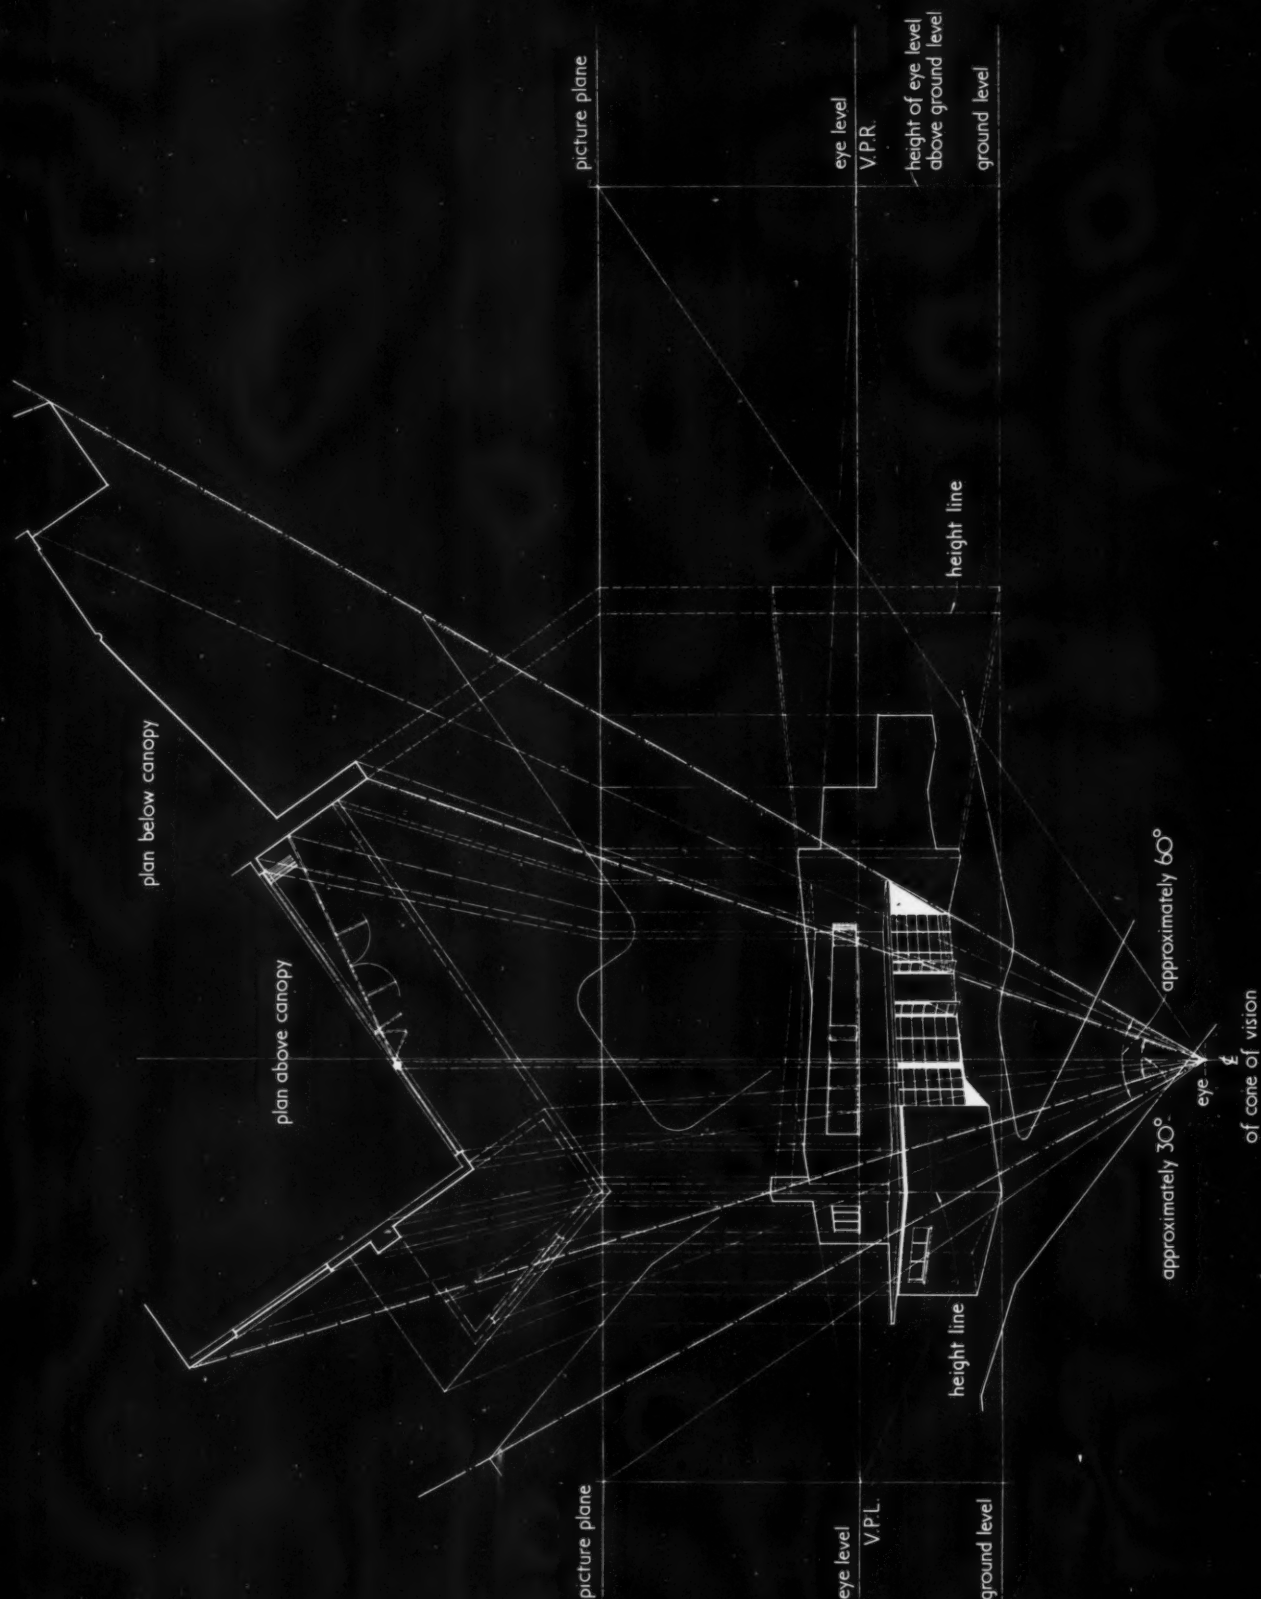 plan below canopy
plan above canopy
picture plane
picture plane
eye level
V.P.L.
eye level
V.P.R.
height of eye level
above ground level
ground level
ground level
height line
height line
approximately 30°
approximately 60°
eye
℄
of cone of vision